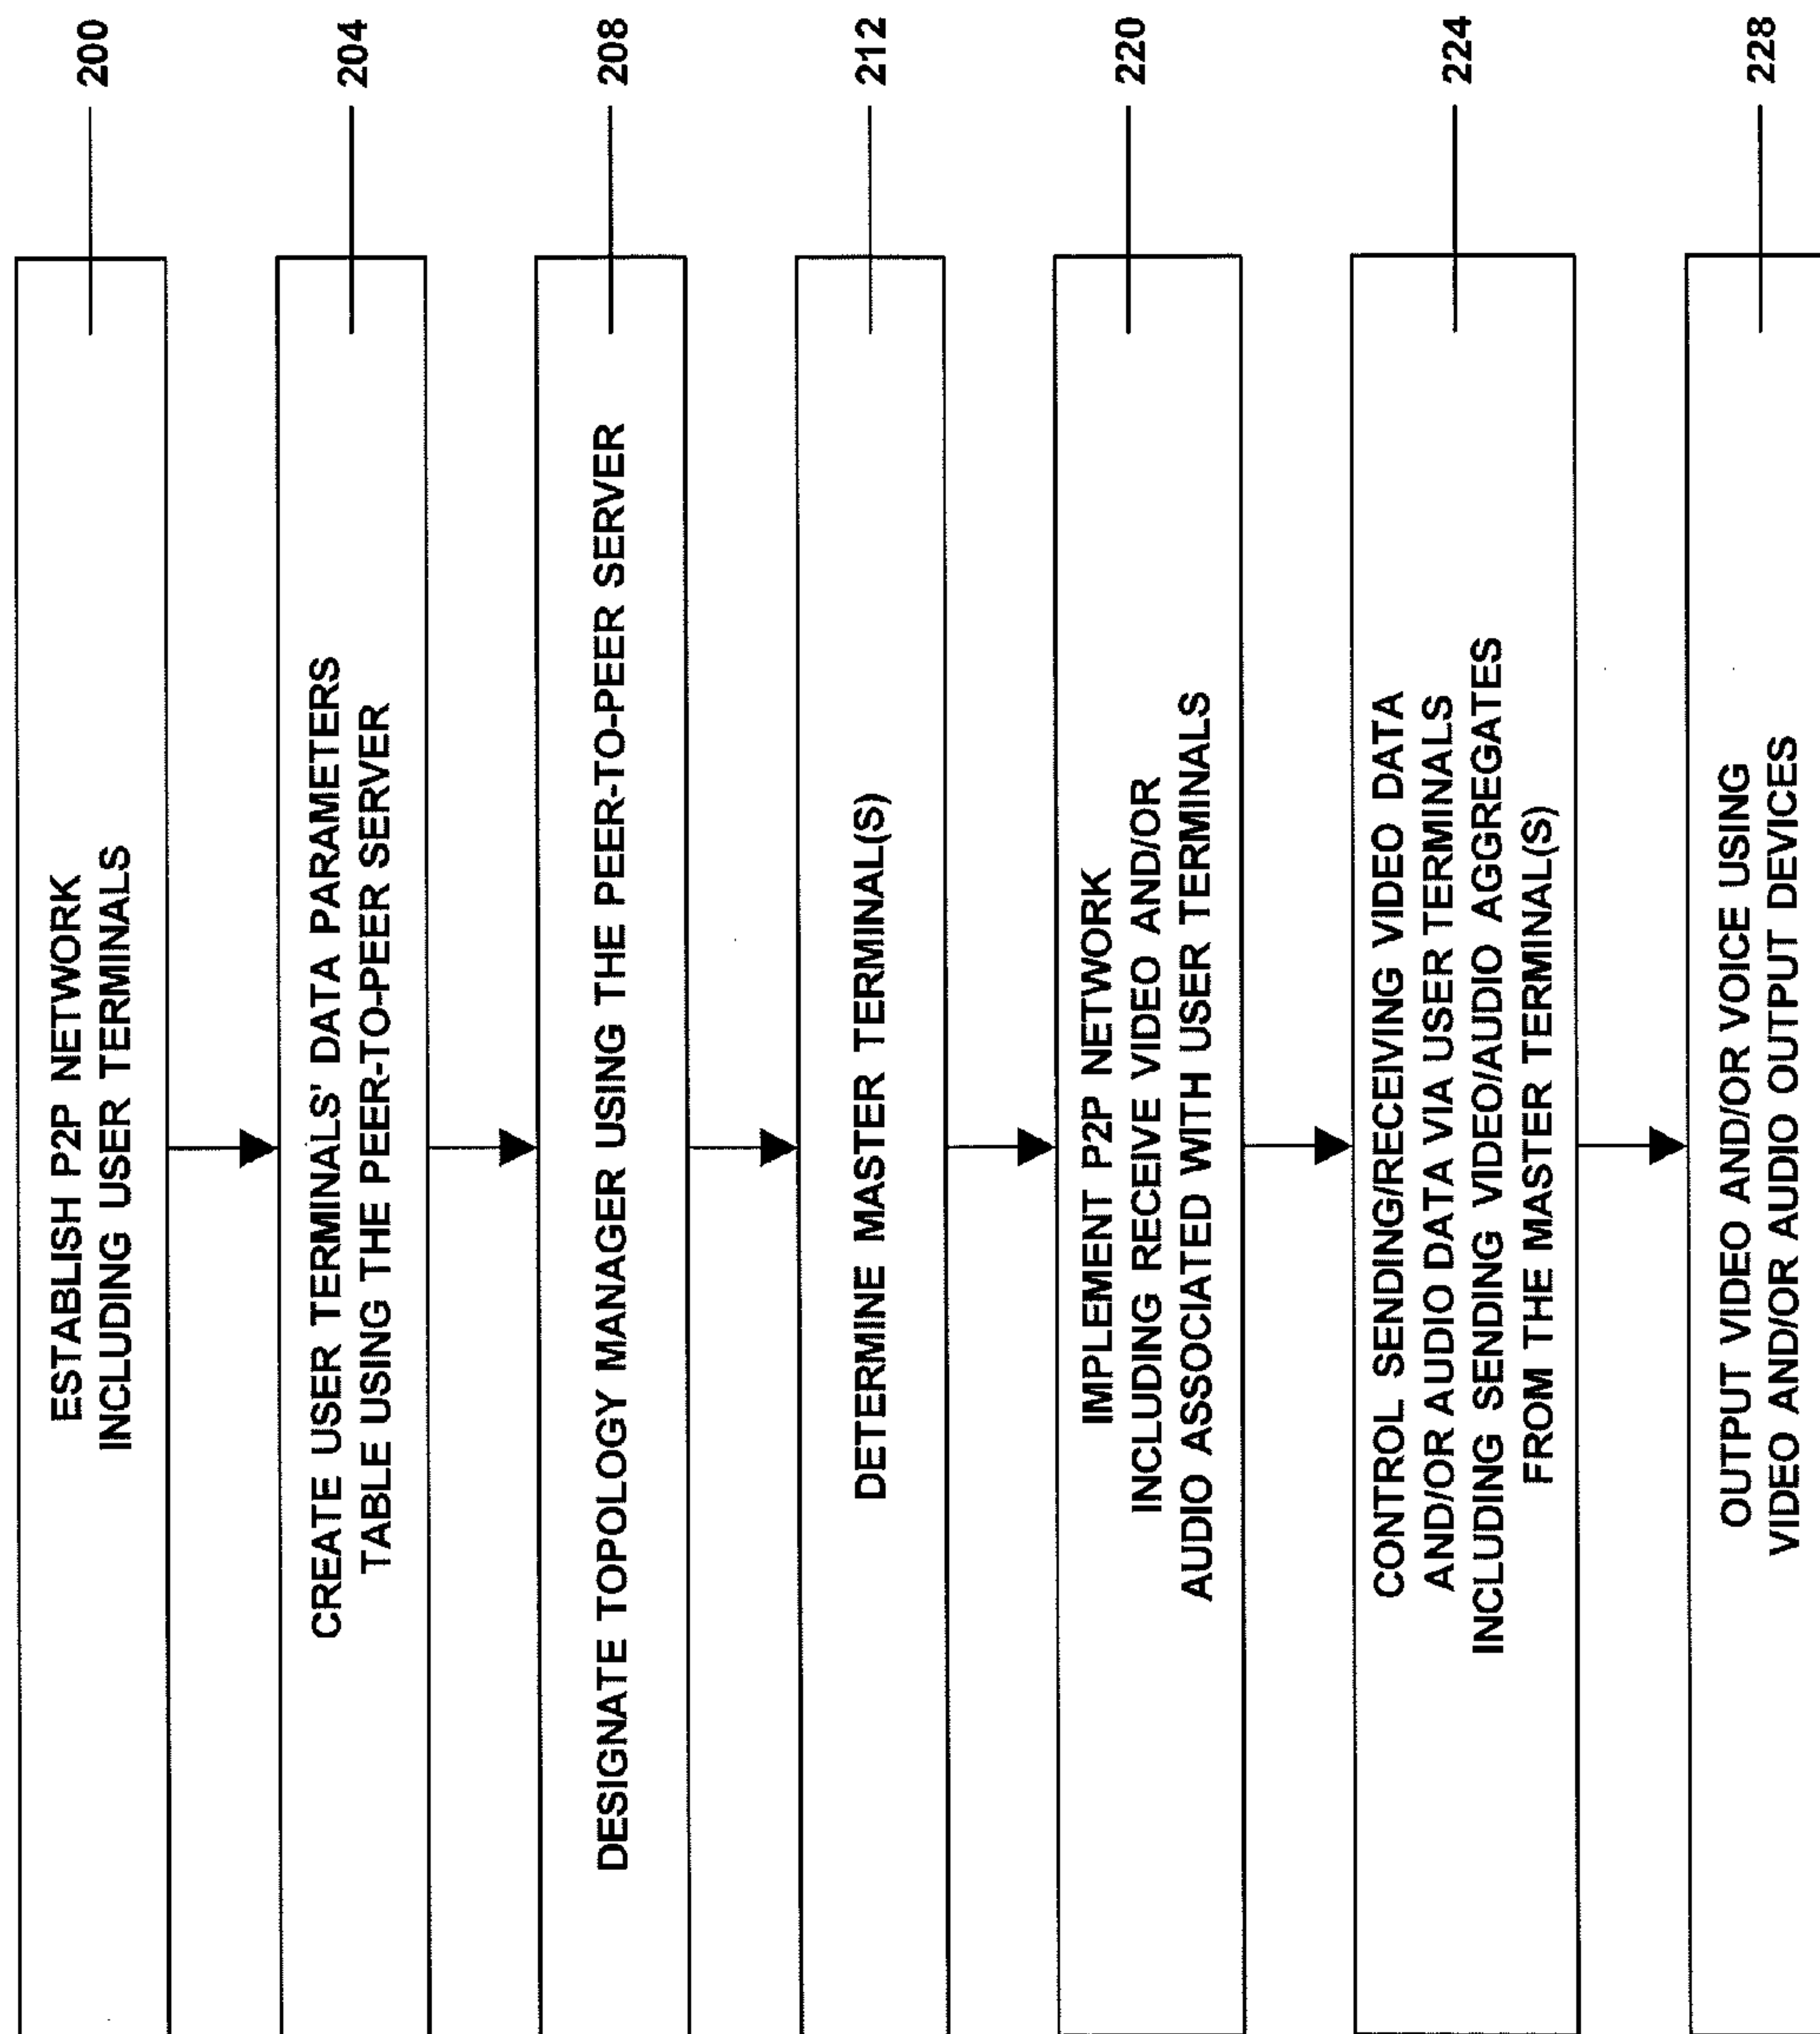 ESTABLISH P2P NETWORK
INCLUDING USER TERMINALS
200
CREATE USER TERMINALS' DATA PARAMETERS
TABLE USING THE PEER-TO-PEER SERVER
204
DESIGNATE TOPOLOGY MANAGER USING THE PEER-TO-PEER SERVER
208
DETERMINE MASTER TERMINAL(S)
212
IMPLEMENT P2P NETWORK
INCLUDING RECEIVE VIDEO AND/OR
AUDIO ASSOCIATED WITH USER TERMINALS
220
CONTROL SENDING/RECEIVING VIDEO DATA
AND/OR AUDIO DATA VIA USER TERMINALS
INCLUDING SENDING VIDEO/AUDIO AGGREGATES
FROM THE MASTER TERMINAL(S)
224
OUTPUT VIDEO AND/OR VOICE USING
VIDEO AND/OR AUDIO OUTPUT DEVICES
228